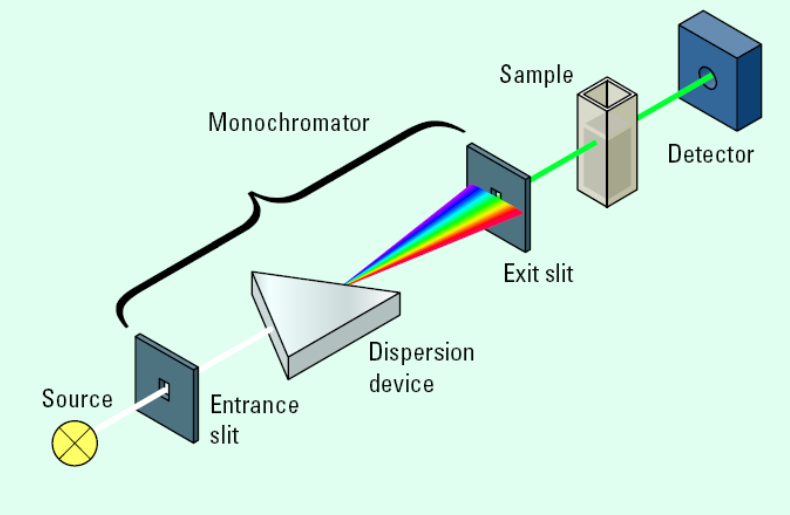 Sample
Monochromator
Detector
Exit slit
Dispersion
device
Source
Entrance
slit